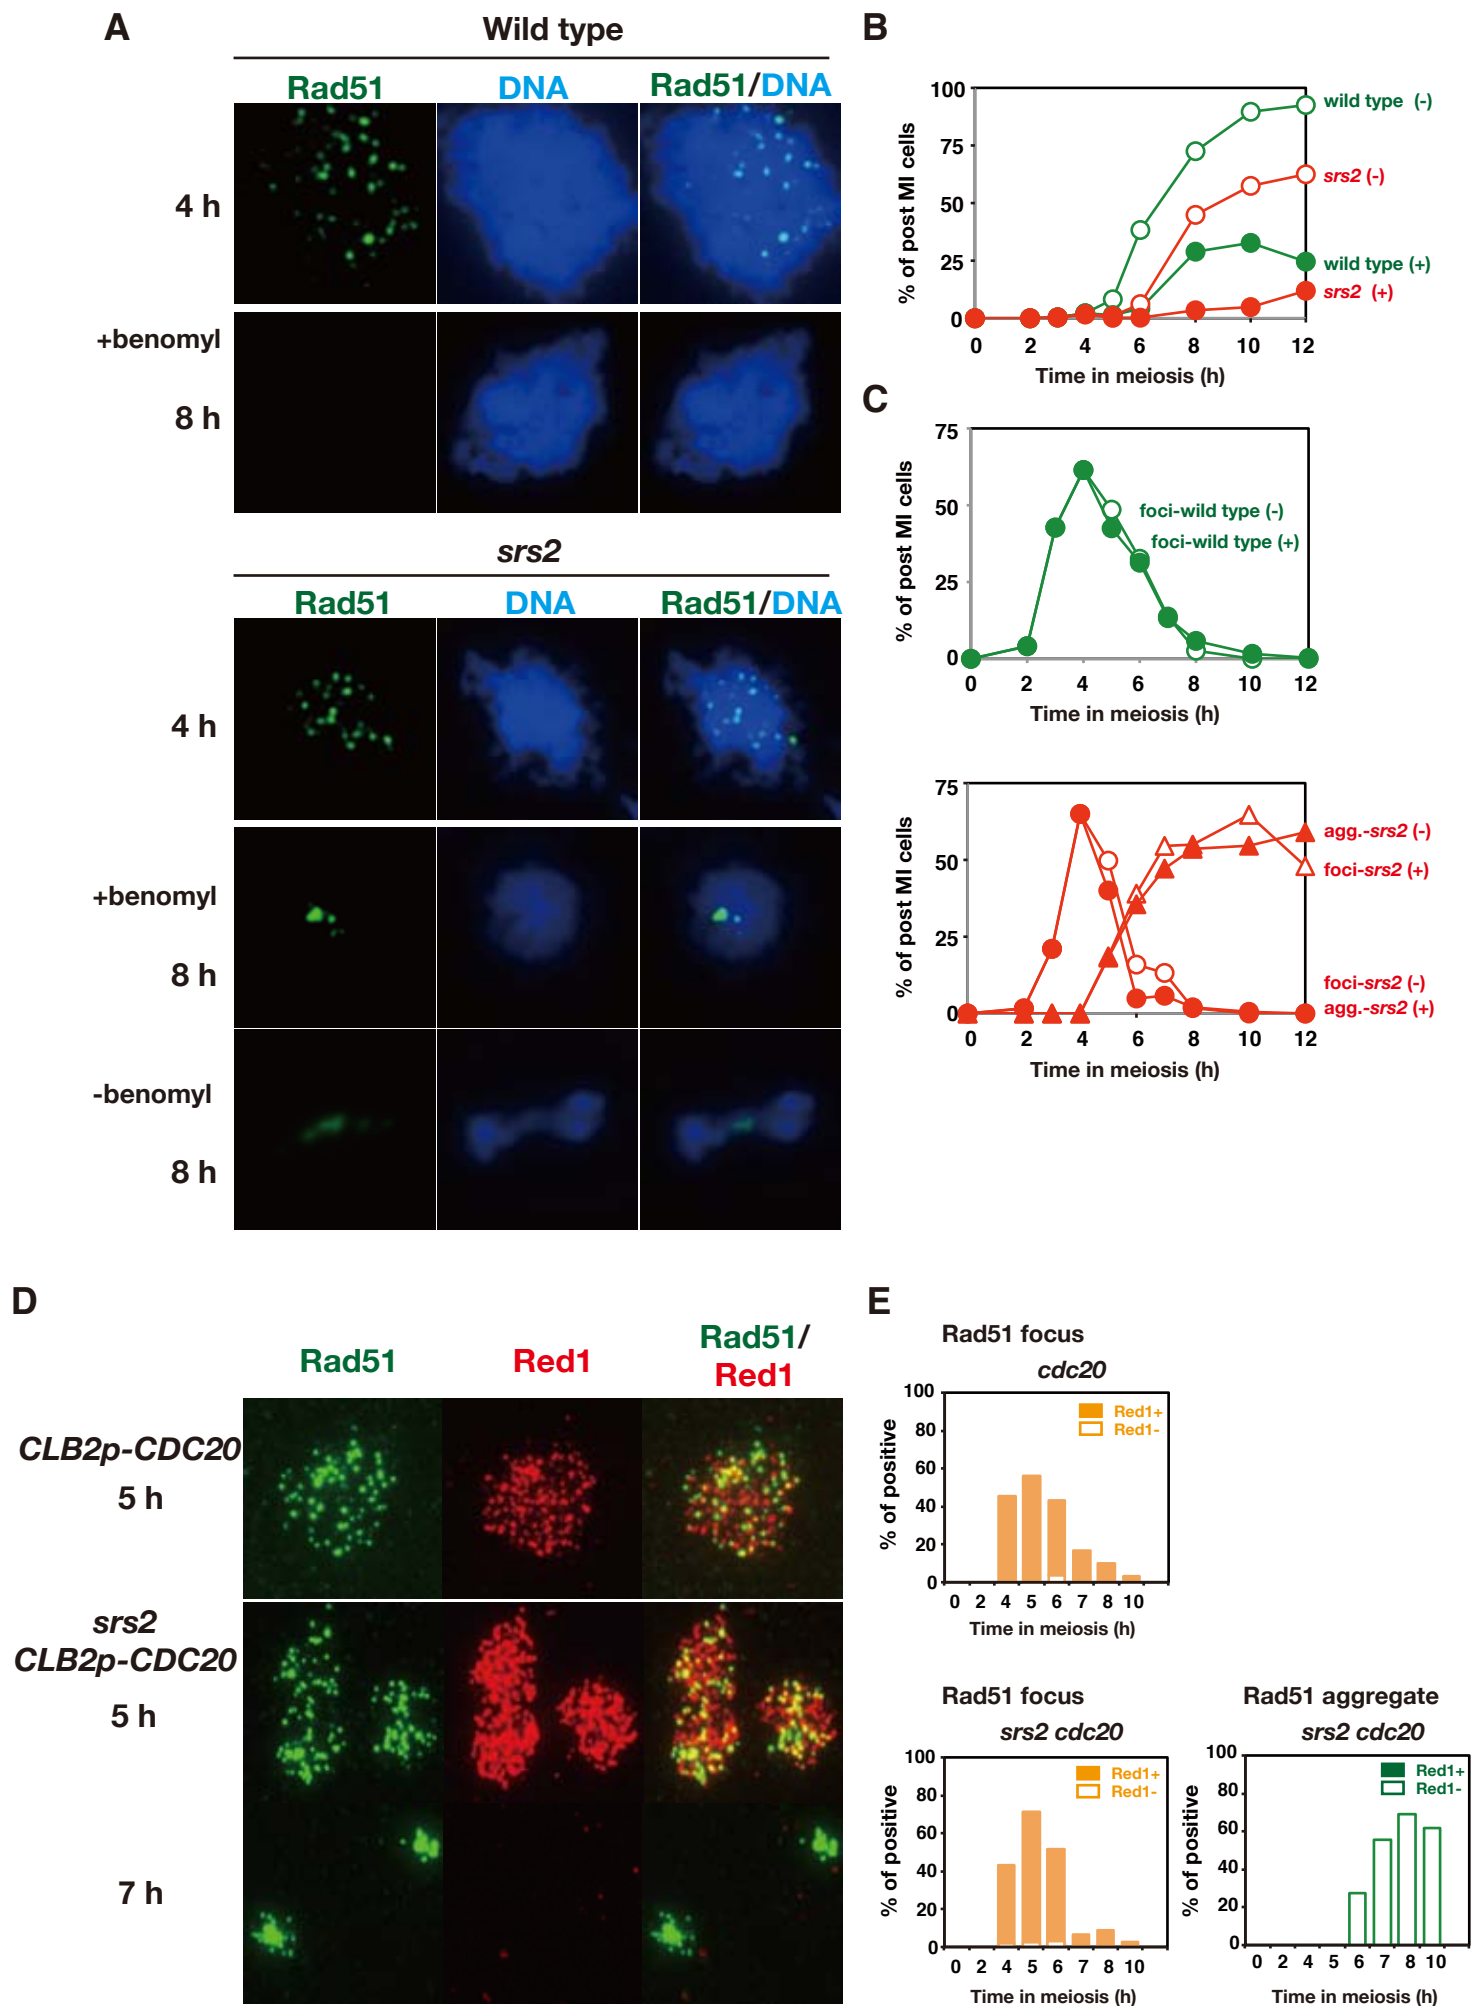 A
Wild type
Rad51 DNA Rad51/DNA
4 h
+benomyl
8 h
srs2
Rad51 DNA Rad51/DNA
4 h
+benomyl
8 h
-benomyl
8 h
B
% of post MI cells
100
75
50
25
0
0 2 4 6 8 10 12
Time in meiosis (h)
wild type (-)
srs2 (-)
wild type (+)
srs2 (+)
C
% of post MI cells
75
50
25
0
0 2 4 6 8 10 12
Time in meiosis (h)
foci-wild type (-)
foci-wild type (+)
% of post MI cells
75
50
25
0
0 2 4 6 8 10 12
Time in meiosis (h)
agg.-srs2 (-)
foci-srs2 (+)
foci-srs2 (-)
agg.-srs2 (+)
D
Rad51 Red1 Rad51/
Red1
CLB2p-CDC20
5 h
srs2
CLB2p-CDC20
5 h
7 h
E
Rad51 focus
cdc20
% of positive
100
80
60
40
20
0
Red1+
Red1-
0 2 4 5 6 7 8 10
Time in meiosis (h)
Rad51 focus
srs2 cdc20
% of positive
100
80
60
40
20
0
Red1+
Red1-
0 2 4 5 6 7 8 10
Time in meiosis (h)
Rad51 aggregate
srs2 cdc20
% of positive
100
80
60
40
20
0
Red1+
Red1-
0 2 4 5 6 7 8 10
Time in meiosis (h)